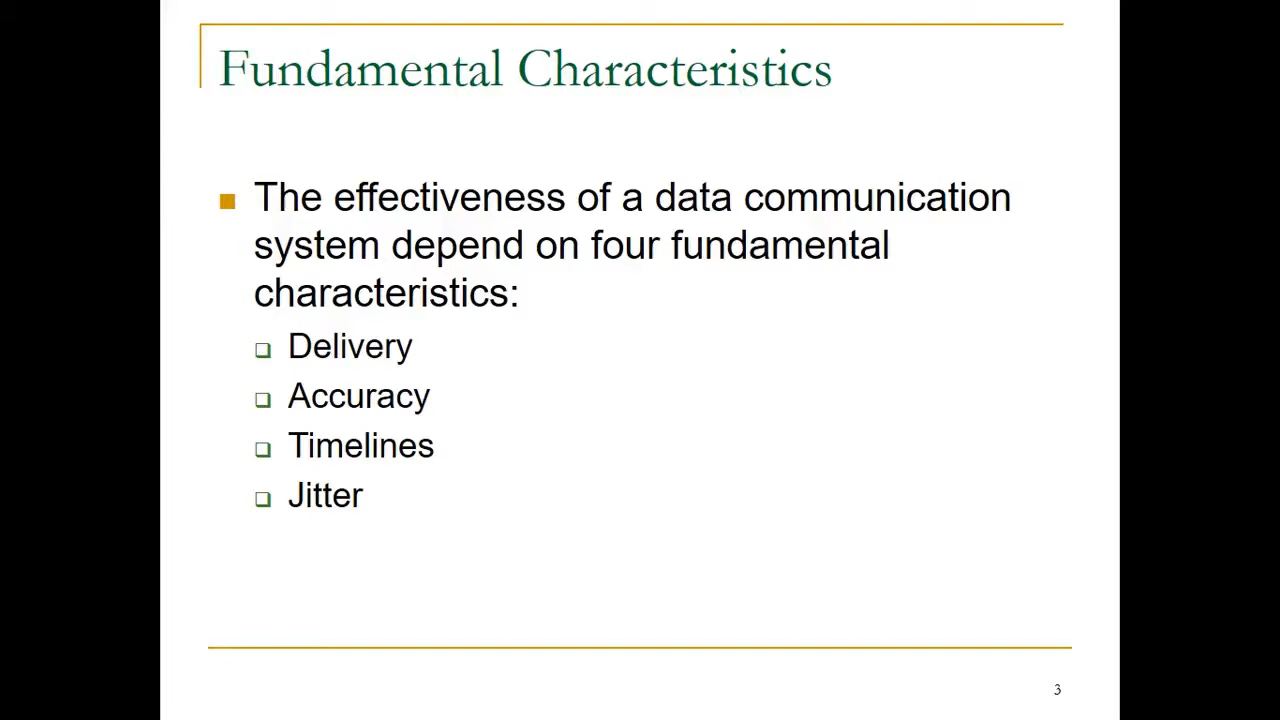 Fundamental Characteristics
The effectiveness of a data communication
system depend on four fundamental
characteristics:
Delivery
Accuracy
Timelines
Jitter
3